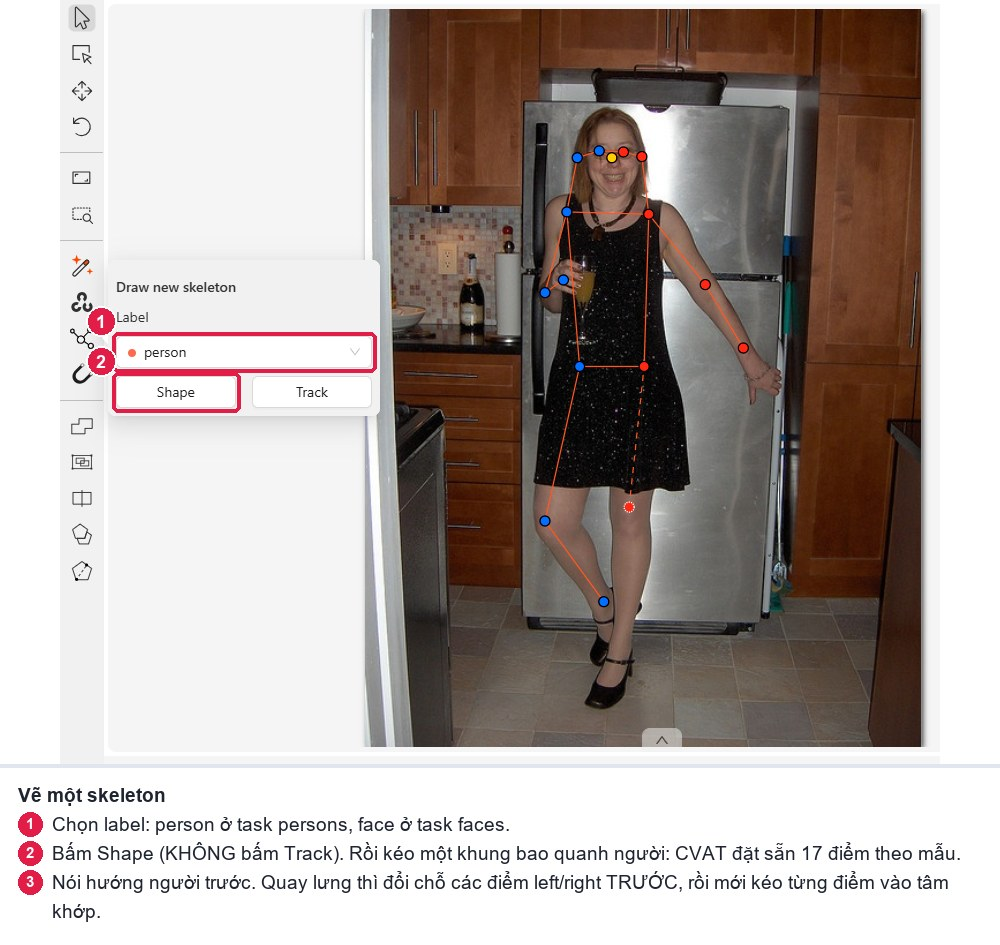 Draw new skeleton
Label
1
person
2
Shape
Track
Vẽ một skeleton
1 Chọn label: person ở task persons, face ở task faces.
2 Bấm Shape (KHÔNG bấm Track). Rồi kéo một khung bao quanh người: CVAT đặt sẵn 17 điểm theo mẫu.
3 Nói hướng người trước. Quay lưng thì đổi chỗ các điểm left/right TRƯỚC, rồi mới kéo từng điểm vào tâm
khớp.